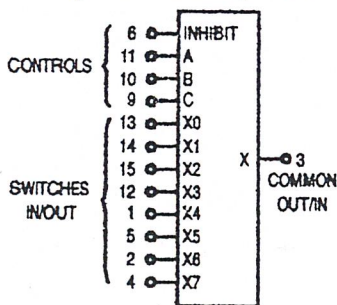 CONTROLS
6 INHIBIT
11 A
10 B
9 C
SWITCHES
IN/OUT
13 X0
14 X1
15 X2
12 X3
1 X4
5 X5
2 X6
4 X7
X 3
COMMON
OUT/IN